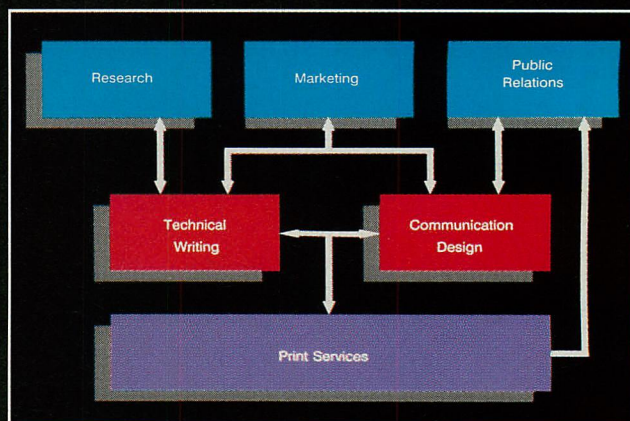 Research
Marketing
Public
Relations
Technical
Writing
Communication
Design
Print Services